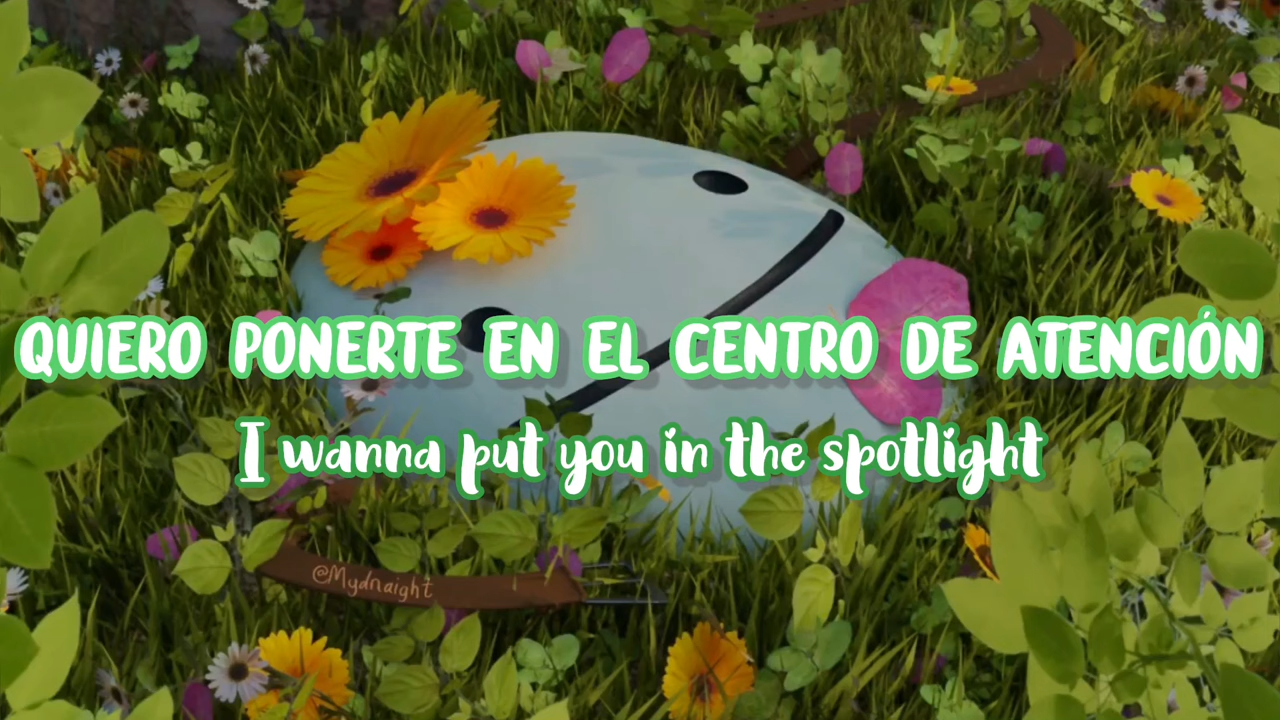 QUIERO PONERTE EN EL CENTRO DE ATENCIÓN
I wanna put you in the spotlight
@Mydnaight